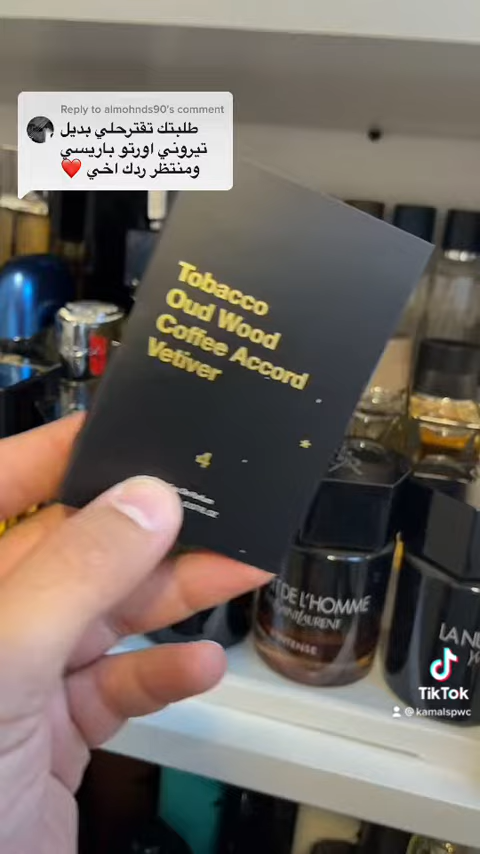 Reply to almohnds90's comment
طلبتك تقترحلي بديل
تيروني اورتو باريسي
ومنتظر ردك اخي ❤️
Tobacco
Oud Wood
Coffee Accord
Vetiver
4
DE L'HOMME
SAINT LAURENT
LA NU
TikTok
@kamalspwc